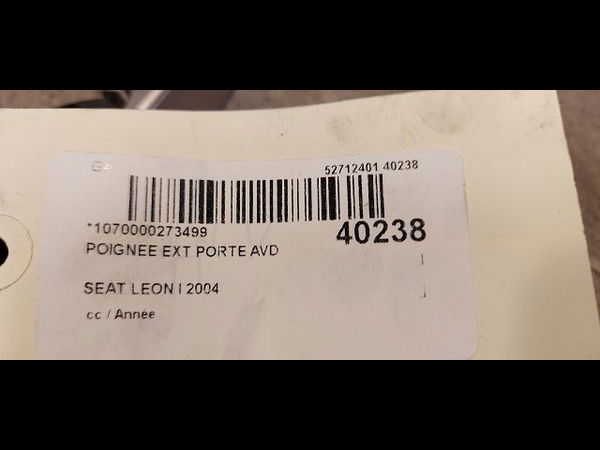 52712401 40238
*1070000273499
40238
POIGNEE EXT PORTE AVD
SEAT LEON I 2004
cc / Année